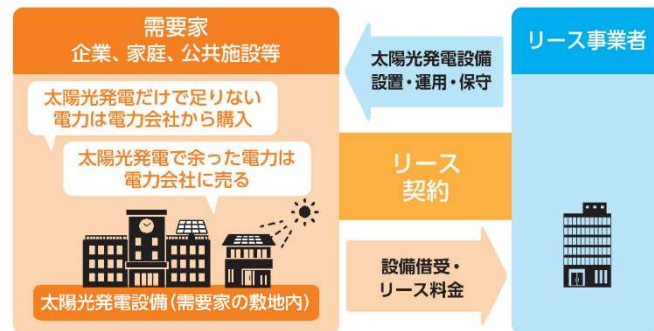 需要家
企業、家庭、公共施設等
太陽光発電だけで足りない
電力は電力会社から購入
太陽光発電で余った電力は
電力会社に売る
太陽光発電設備(需要家の敷地内)
太陽光発電設備
設置・運用・保守
リース
契約
設備借受・
リース料金
リース事業者